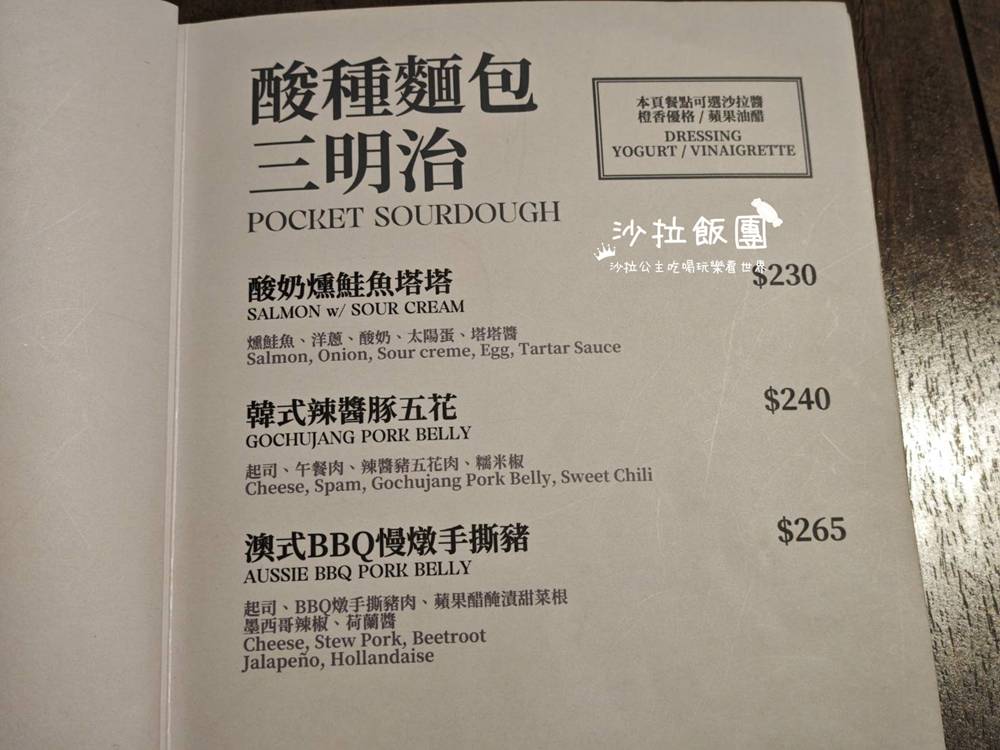 酸種麵包
三明治
POCKET SOURDOUGH
本頁餐點可選沙拉醬
橙香優格 / 蘋果油醋
DRESSING
YOGURT / VINAIGRETTE
沙拉飯團
沙拉公主吃喝玩樂看世界
酸奶燻鮭魚塔塔
$230
SALMON w/ SOUR CREAM
燻鮭魚、洋蔥、酸奶、太陽蛋、塔塔醬
Salmon, Onion, Sour creme, Egg, Tartar Sauce
韓式辣醬豚五花
$240
GOCHUJANG PORK BELLY
起司、午餐肉、辣醬豬五花肉、糯米椒
Cheese, Spam, Gochujang Pork Belly, Sweet Chili
澳式BBQ慢燉手撕豬
$265
AUSSIE BBQ PORK BELLY
起司、BBQ燉手撕豬肉、蘋果醋醃漬甜菜根
墨西哥辣椒、荷蘭醬
Cheese, Stew Pork, Beetroot
Jalapeño, Hollandaise